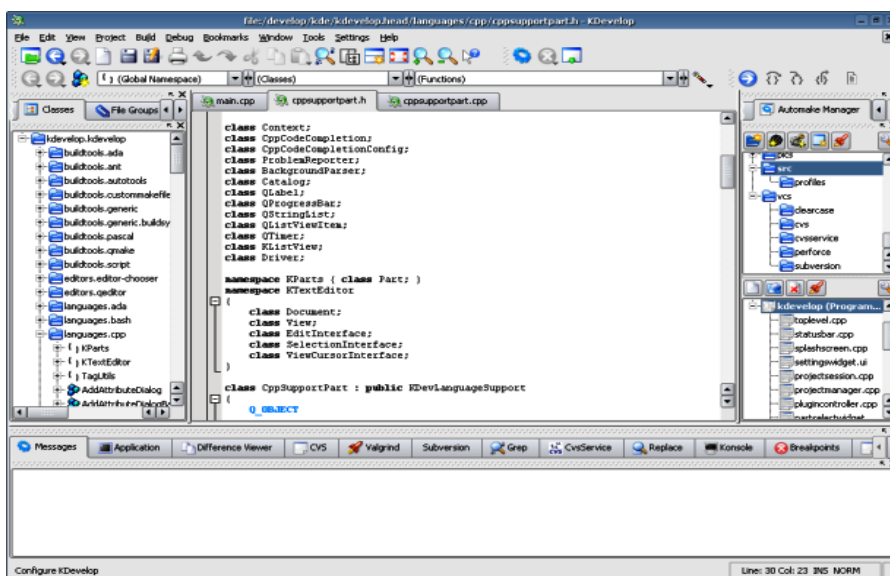 file:/develop/kde/kdevelop.head/languages/cpp/cppsupportpart.h - KDevelop
File Edit View Project Build Debug Bookmarks Window Tools Settings Help
(Global Namespace) (Classes) (Functions)
Classes File Groups
main.cpp cppsupportpart.h cppsupportpart.cpp
Automake Manager
kdevelop.kdevelop
buildtools.ada
buildtools.ant
buildtools.autotools
buildtools.custommakefile
buildtools.generic
buildtools.generic.buildsy
buildtools.pascal
buildtools.qmake
buildtools.script
editors.editor-chooser
editors.qeditor
languages.ada
languages.bash
languages.cpp
KParts
KTextEditor
TagUtils
AddAttributeDialog
AddAttributeDialogBa
class Context;
class CppCodeCompletion;
class CppCodeCompletionConfig;
class ProblemReporter;
class BackgroundParser;
class Catalog;
class QLabel;
class QProgressBar;
class QStringList;
class QListViewItem;
class QTimer;
class KListView;
class Driver;
namespace KParts { class Part; }
namespace KTextEditor
{
class Document;
class View;
class EditInterface;
class SelectionInterface;
class ViewCursorInterface;
}
class CppSupportPart : public KDevLanguageSupport
{
Q_OBJECT
pics
src
profiles
vcs
clearcase
cvs
cvsservice
perforce
subversion
kdevelop (Program...
toplevel.cpp
statusbar.cpp
splashscreen.cpp
settingswidget.ui
projectsession.cpp
projectmanager.cpp
plugincontroller.cpp
partselectwidget
Messages Application Difference Viewer CVS Valgrind Subversion Grep CvsService Replace Konsole Breakpoints
Configure KDevelop
Line: 30 Col: 23 INS NORM